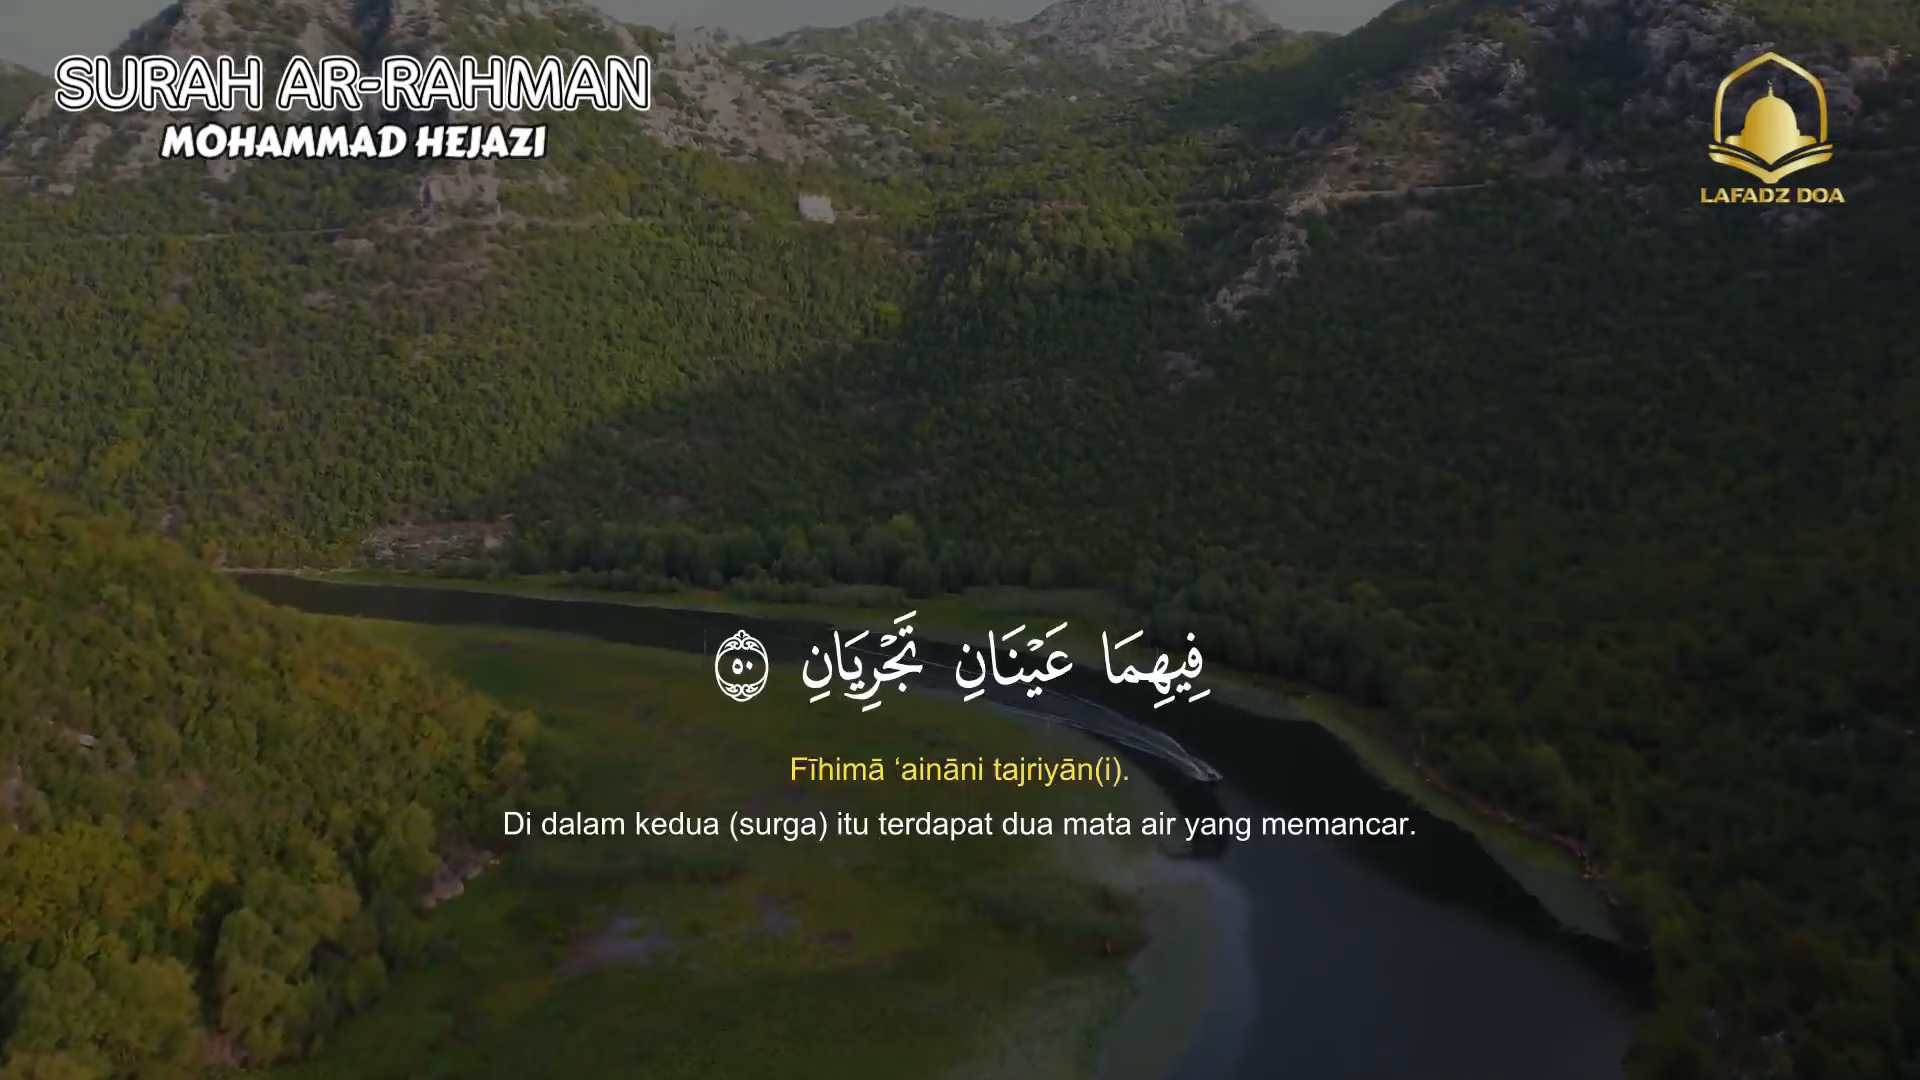 SURAH AR-RAHMAN
MOHAMMAD HEJAZI
LAFADZ DOA
فِيهِمَا عَيْنَانِ تَجْرِيَانِ ٥٠
Fīhimā ‘aināni tajriyān(i).
Di dalam kedua (surga) itu terdapat dua mata air yang memancar.